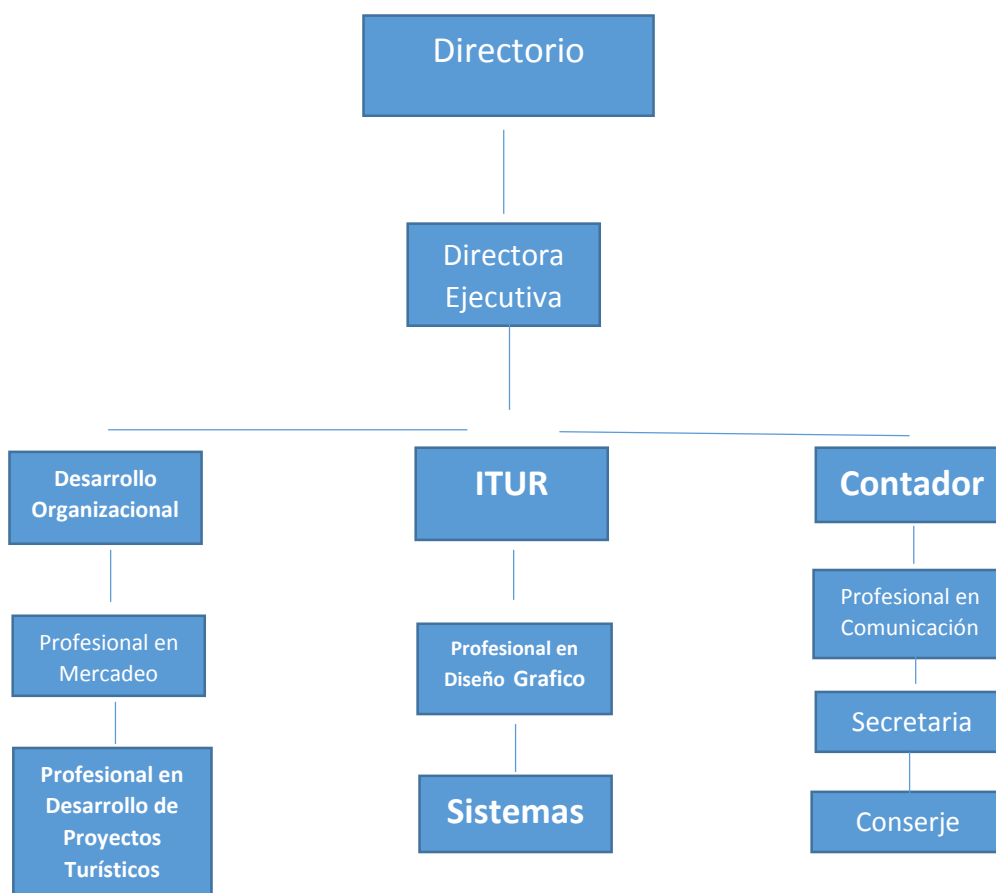 Directorio
Directora
Ejecutiva
Desarrollo
Organizacional
ITUR
Contador
Profesional en
Mercadeo
Profesional en
Diseño Grafico
Profesional en
Comunicación
Secretaria
Profesional en
Desarrollo de
Proyectos
Turísticos
Sistemas
Conserje